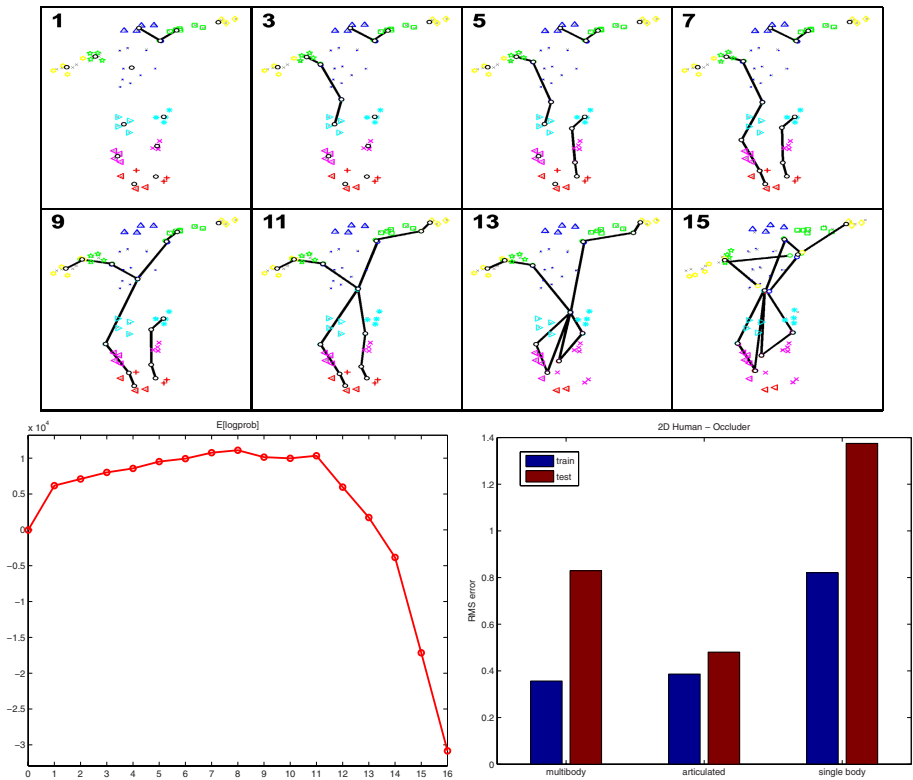 1 3 5 7
9 11 13 15
E[logprob]
x 10^4
1
0.5
0
−0.5
−1
−1.5
−2
−2.5
−3
0 1 2 3 4 5 6 7 8 9 10 11 12 13 14 15 16
2D Human − Occluder
train
test
RMS error
1.4
1.2
1
0.8
0.6
0.4
0.2
0
multibody articulated single body